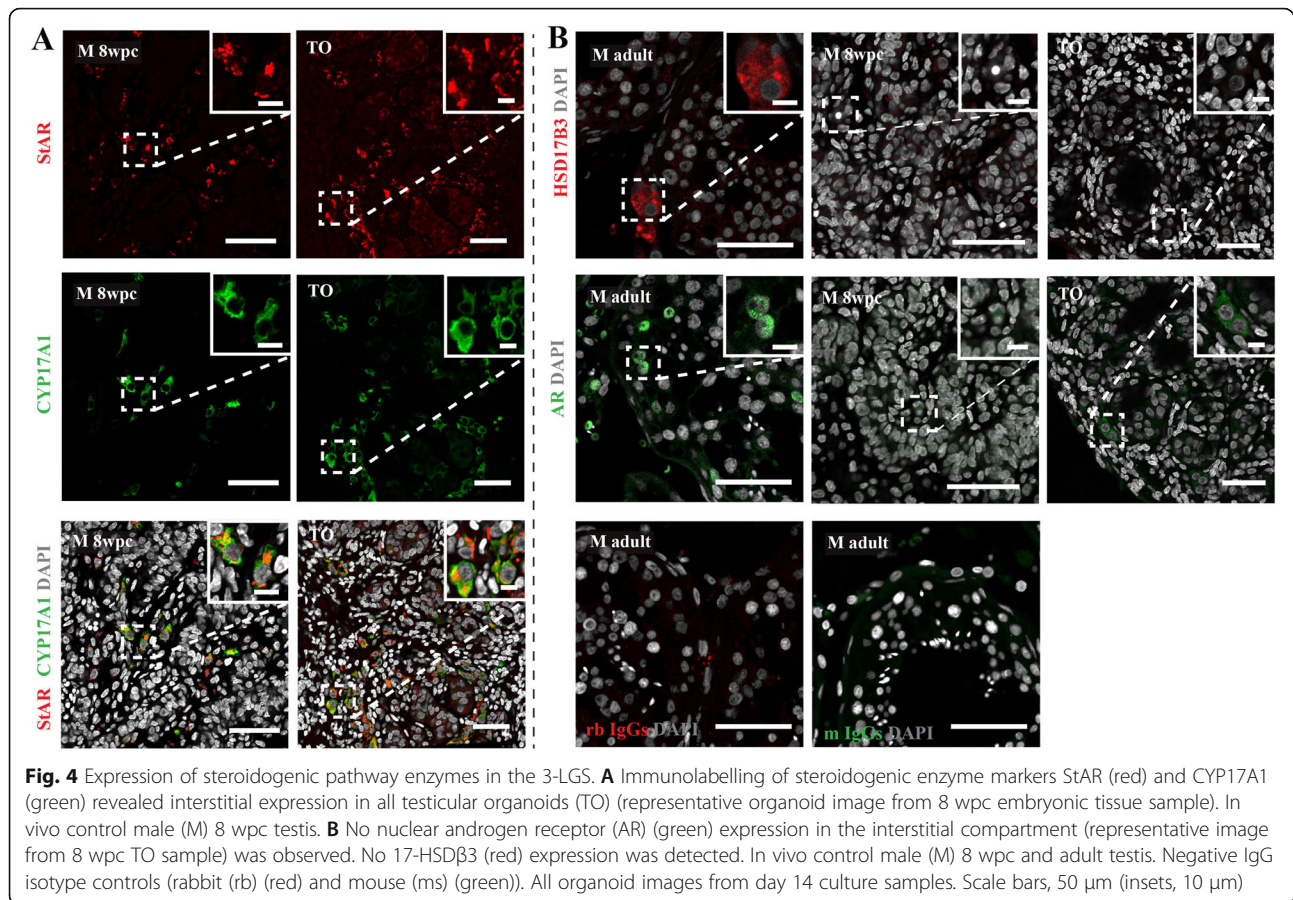 A
B
M 8wpc
TO
M adult
M 8wpc
TO
StAR
HSD17B3 DAPI
M 8wpc
TO
M adult
M 8wpc
TO
CYP17A1
AR DAPI
M 8wpc
TO
M adult
M adult
StAR CYP17A1 DAPI
rb IgGs DAPI
m IgGs DAPI
Fig. 4 Expression of steroidogenic pathway enzymes in the 3-LGS. A Immunolabelling of steroidogenic enzyme markers StAR (red) and CYP17A1
(green) revealed interstitial expression in all testicular organoids (TO) (representative organoid image from 8 wpc embryonic tissue sample). In
vivo control male (M) 8 wpc testis. B No nuclear androgen receptor (AR) (green) expression in the interstitial compartment (representative image
from 8 wpc TO sample) was observed. No 17-HSDβ3 (red) expression was detected. In vivo control male (M) 8 wpc and adult testis. Negative IgG
isotype controls (rabbit (rb) (red) and mouse (ms) (green)). All organoid images from day 14 culture samples. Scale bars, 50 μm (insets, 10 μm)